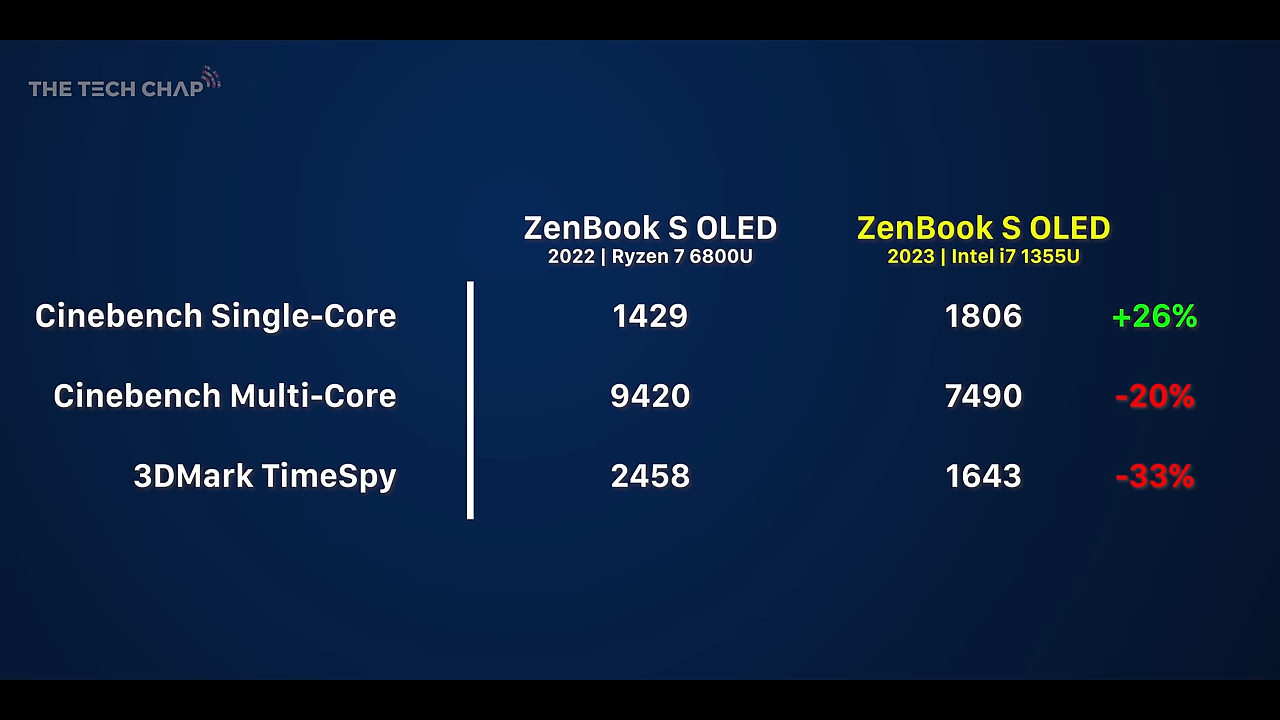 THE TECH CHAP
ZenBook S OLED ZenBook S OLED
2022 | Ryzen 7 6800U 2023 | Intel i7 1355U
Cinebench Single-Core 1429 1806 +26%
Cinebench Multi-Core 9420 7490 -20%
3DMark TimeSpy 2458 1643 -33%